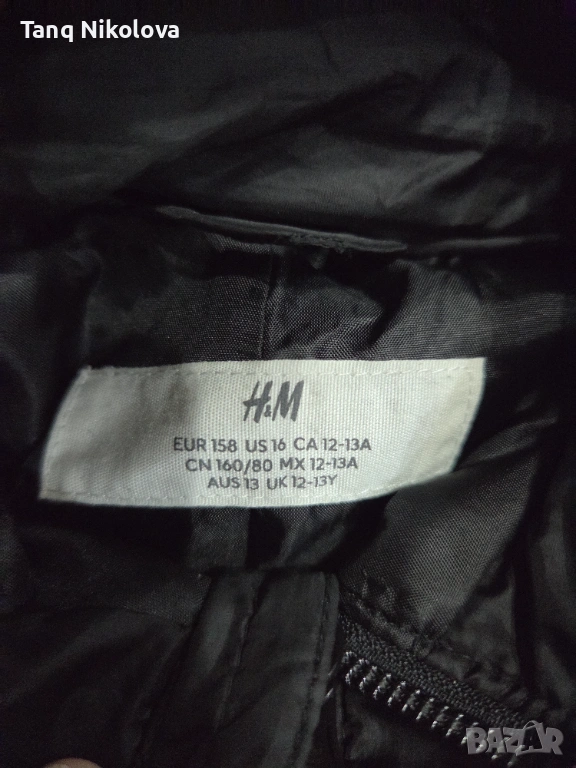 Tanq Nikolova
H&M
EUR 158 US 16 CA 12-13A
CN 160/80 MX 12-13A
AUS 13 UK 12-13Y
BAZAR